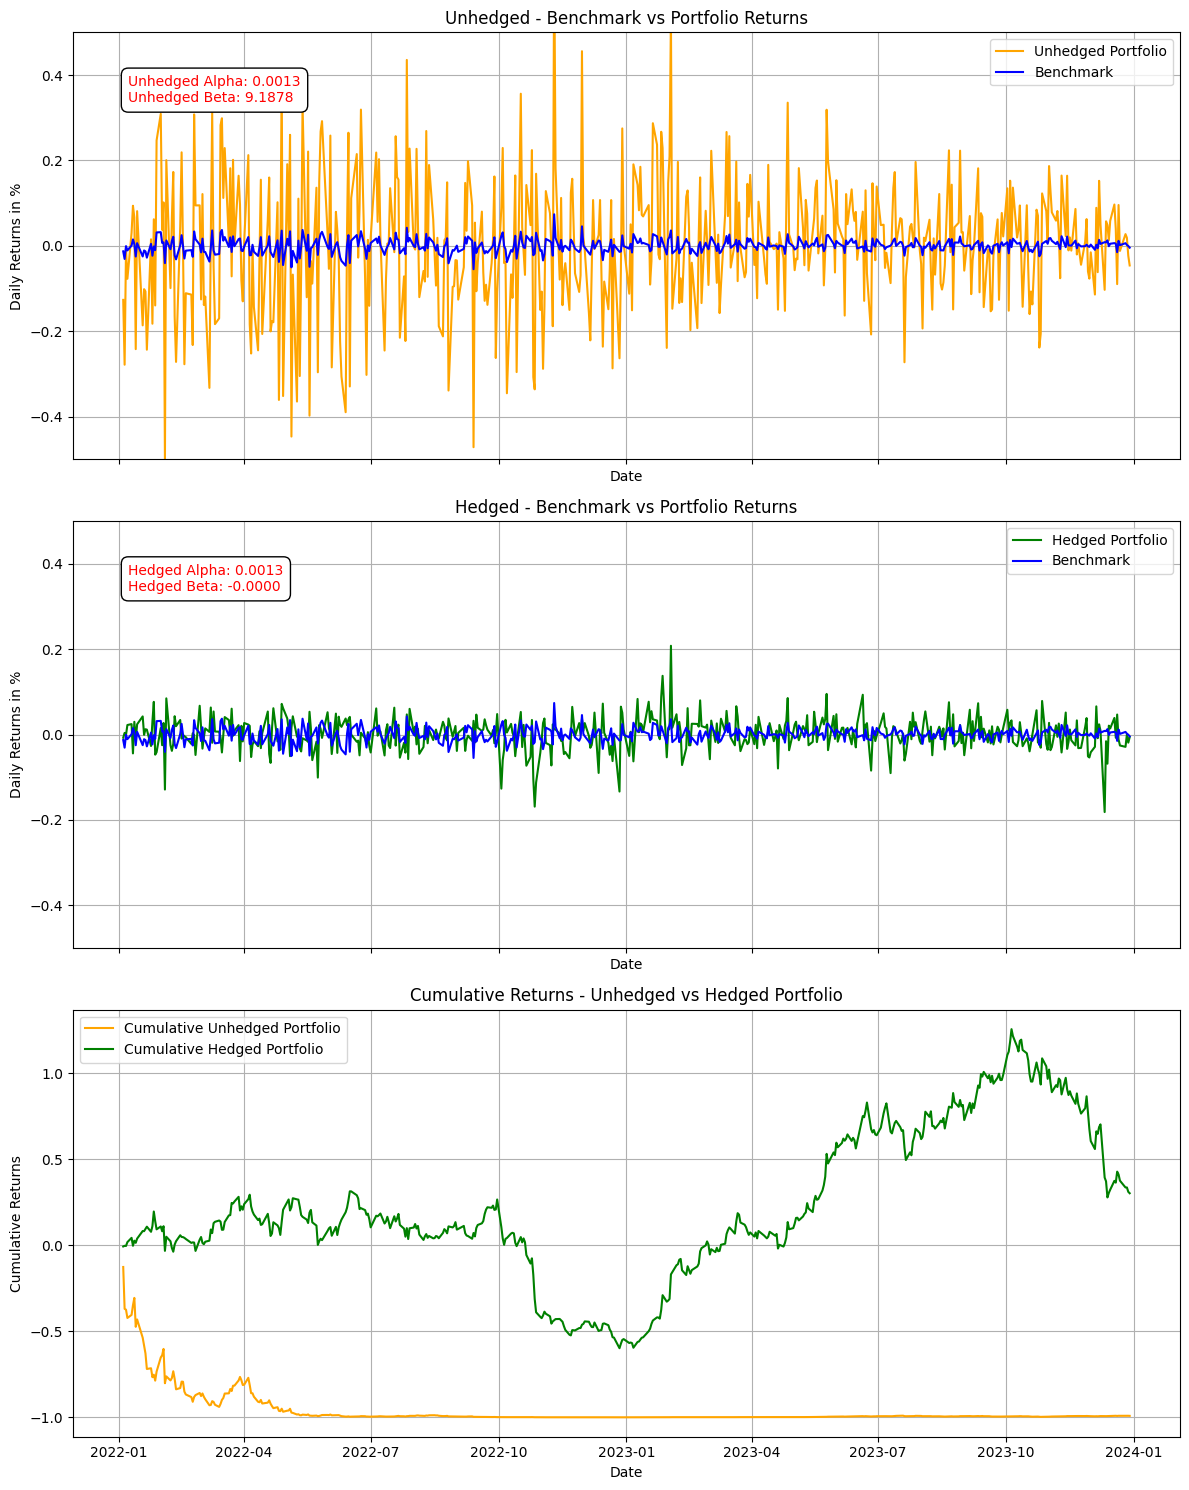 Unhedged - Benchmark vs Portfolio Returns
Unhedged Alpha: 0.0013
Unhedged Beta: 9.1878
Unhedged Portfolio
Benchmark
Daily Returns in %
0.4
0.2
0.0
−0.2
−0.4
Date
Hedged - Benchmark vs Portfolio Returns
Hedged Alpha: 0.0013
Hedged Beta: -0.0000
Hedged Portfolio
Benchmark
Daily Returns in %
0.4
0.2
0.0
−0.2
−0.4
Date
Cumulative Returns - Unhedged vs Hedged Portfolio
Cumulative Unhedged Portfolio
Cumulative Hedged Portfolio
Cumulative Returns
1.0
0.5
0.0
−0.5
−1.0
2022-01 2022-04 2022-07 2022-10 2023-01 2023-04 2023-07 2023-10 2024-01
Date